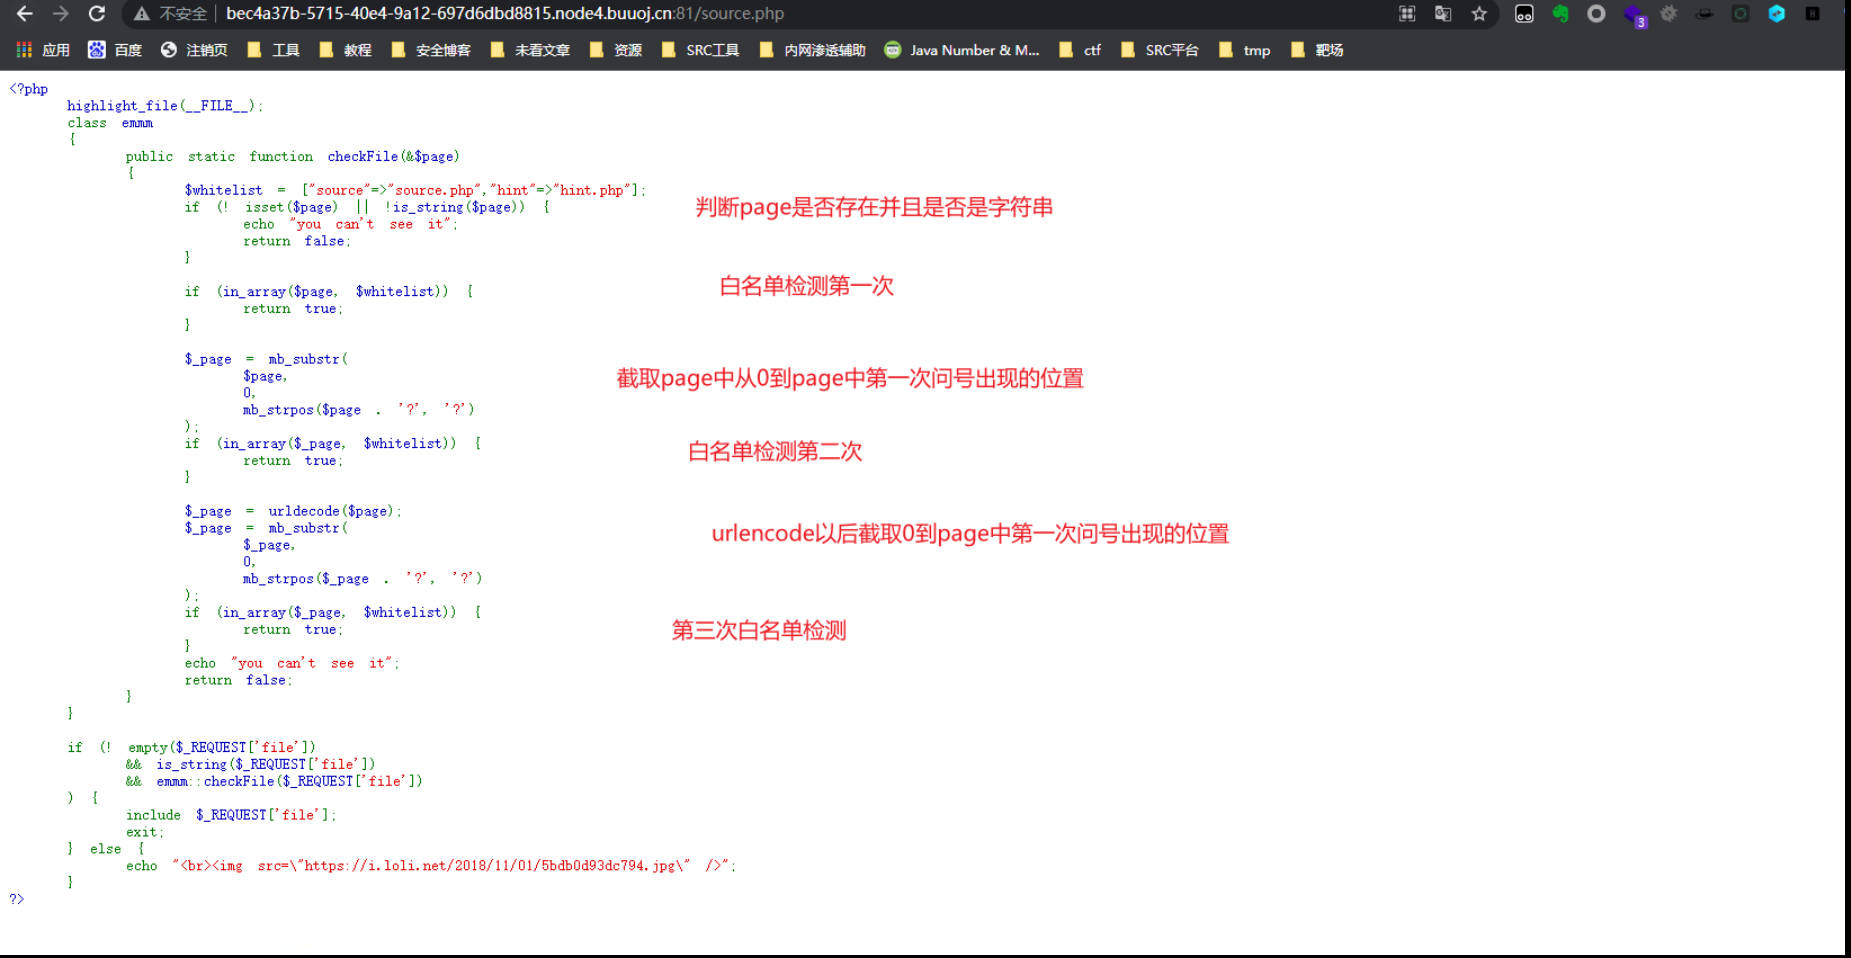 不安全 | bec4a37b-5715-40e4-9a12-697d6dbd8815.node4.buuoj.cn:81/source.php
3
应用 百度 注销页 工具 教程 安全博客 未看文章 资源 SRC工具 内网渗透辅助 Java Number & M... ctf SRC平台 tmp 靶场
<?php
highlight_file(__FILE__);
class emmm
{
public static function checkFile(&$page)
{
$whitelist = ["source"=>"source.php","hint"=>"hint.php"];
if (! isset($page) || !is_string($page)) { 判断page是否存在并且是否是字符串
echo "you can't see it";
return false;
}
白名单检测第一次
if (in_array($page, $whitelist)) {
return true;
}
$_page = mb_substr(
$page, 截取page中从0到page中第一次问号出现的位置
0,
mb_strpos($page . '?', '?')
);
if (in_array($_page, $whitelist)) { 白名单检测第二次
return true;
}
$_page = urldecode($page);
$_page = mb_substr( urlencode以后截取0到page中第一次问号出现的位置
$_page,
0,
mb_strpos($_page . '?', '?')
);
if (in_array($_page, $whitelist)) {
return true; 第三次白名单检测
}
echo "you can't see it";
return false;
}
}
if (! empty($_REQUEST['file'])
&& is_string($_REQUEST['file'])
&& emmm::checkFile($_REQUEST['file'])
) {
include $_REQUEST['file'];
exit;
} else {
echo "<br><img src=\"https://i.loli.net/2018/11/01/5bdb0d93dc794.jpg\" />";
}
?>